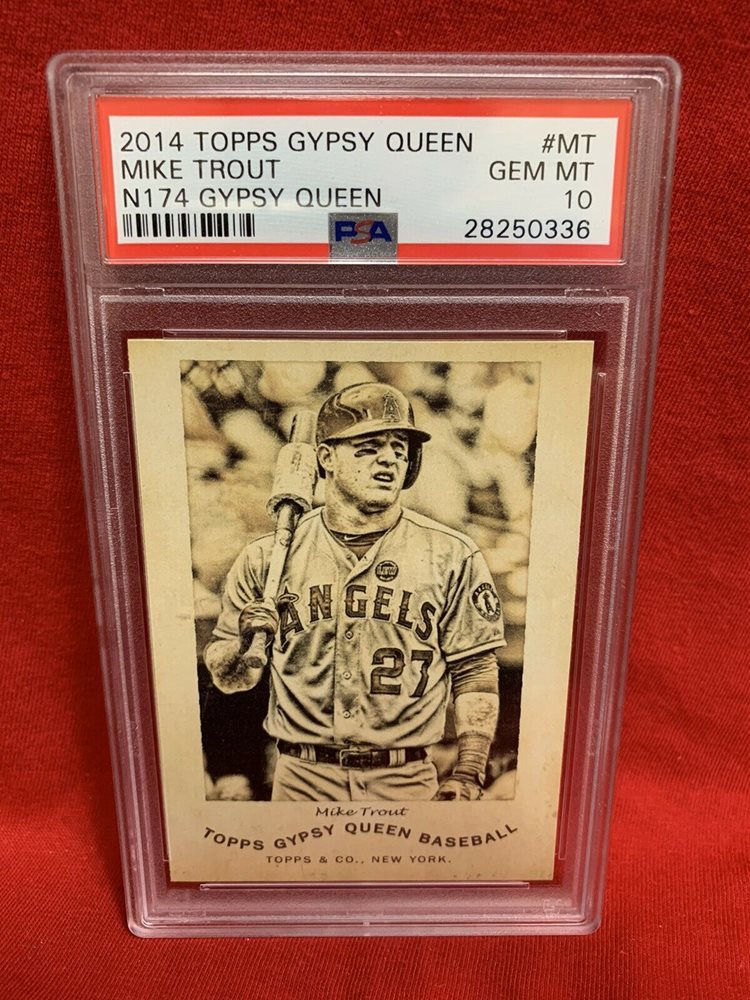 2014 TOPPS GYPSY QUEEN #MT
MIKE TROUT GEM MT
N174 GYPSY QUEEN 10
PSA 28250336
ANGELS
27
Mike Trout
TOPPS GYPSY QUEEN BASEBALL
TOPPS & CO., NEW YORK.